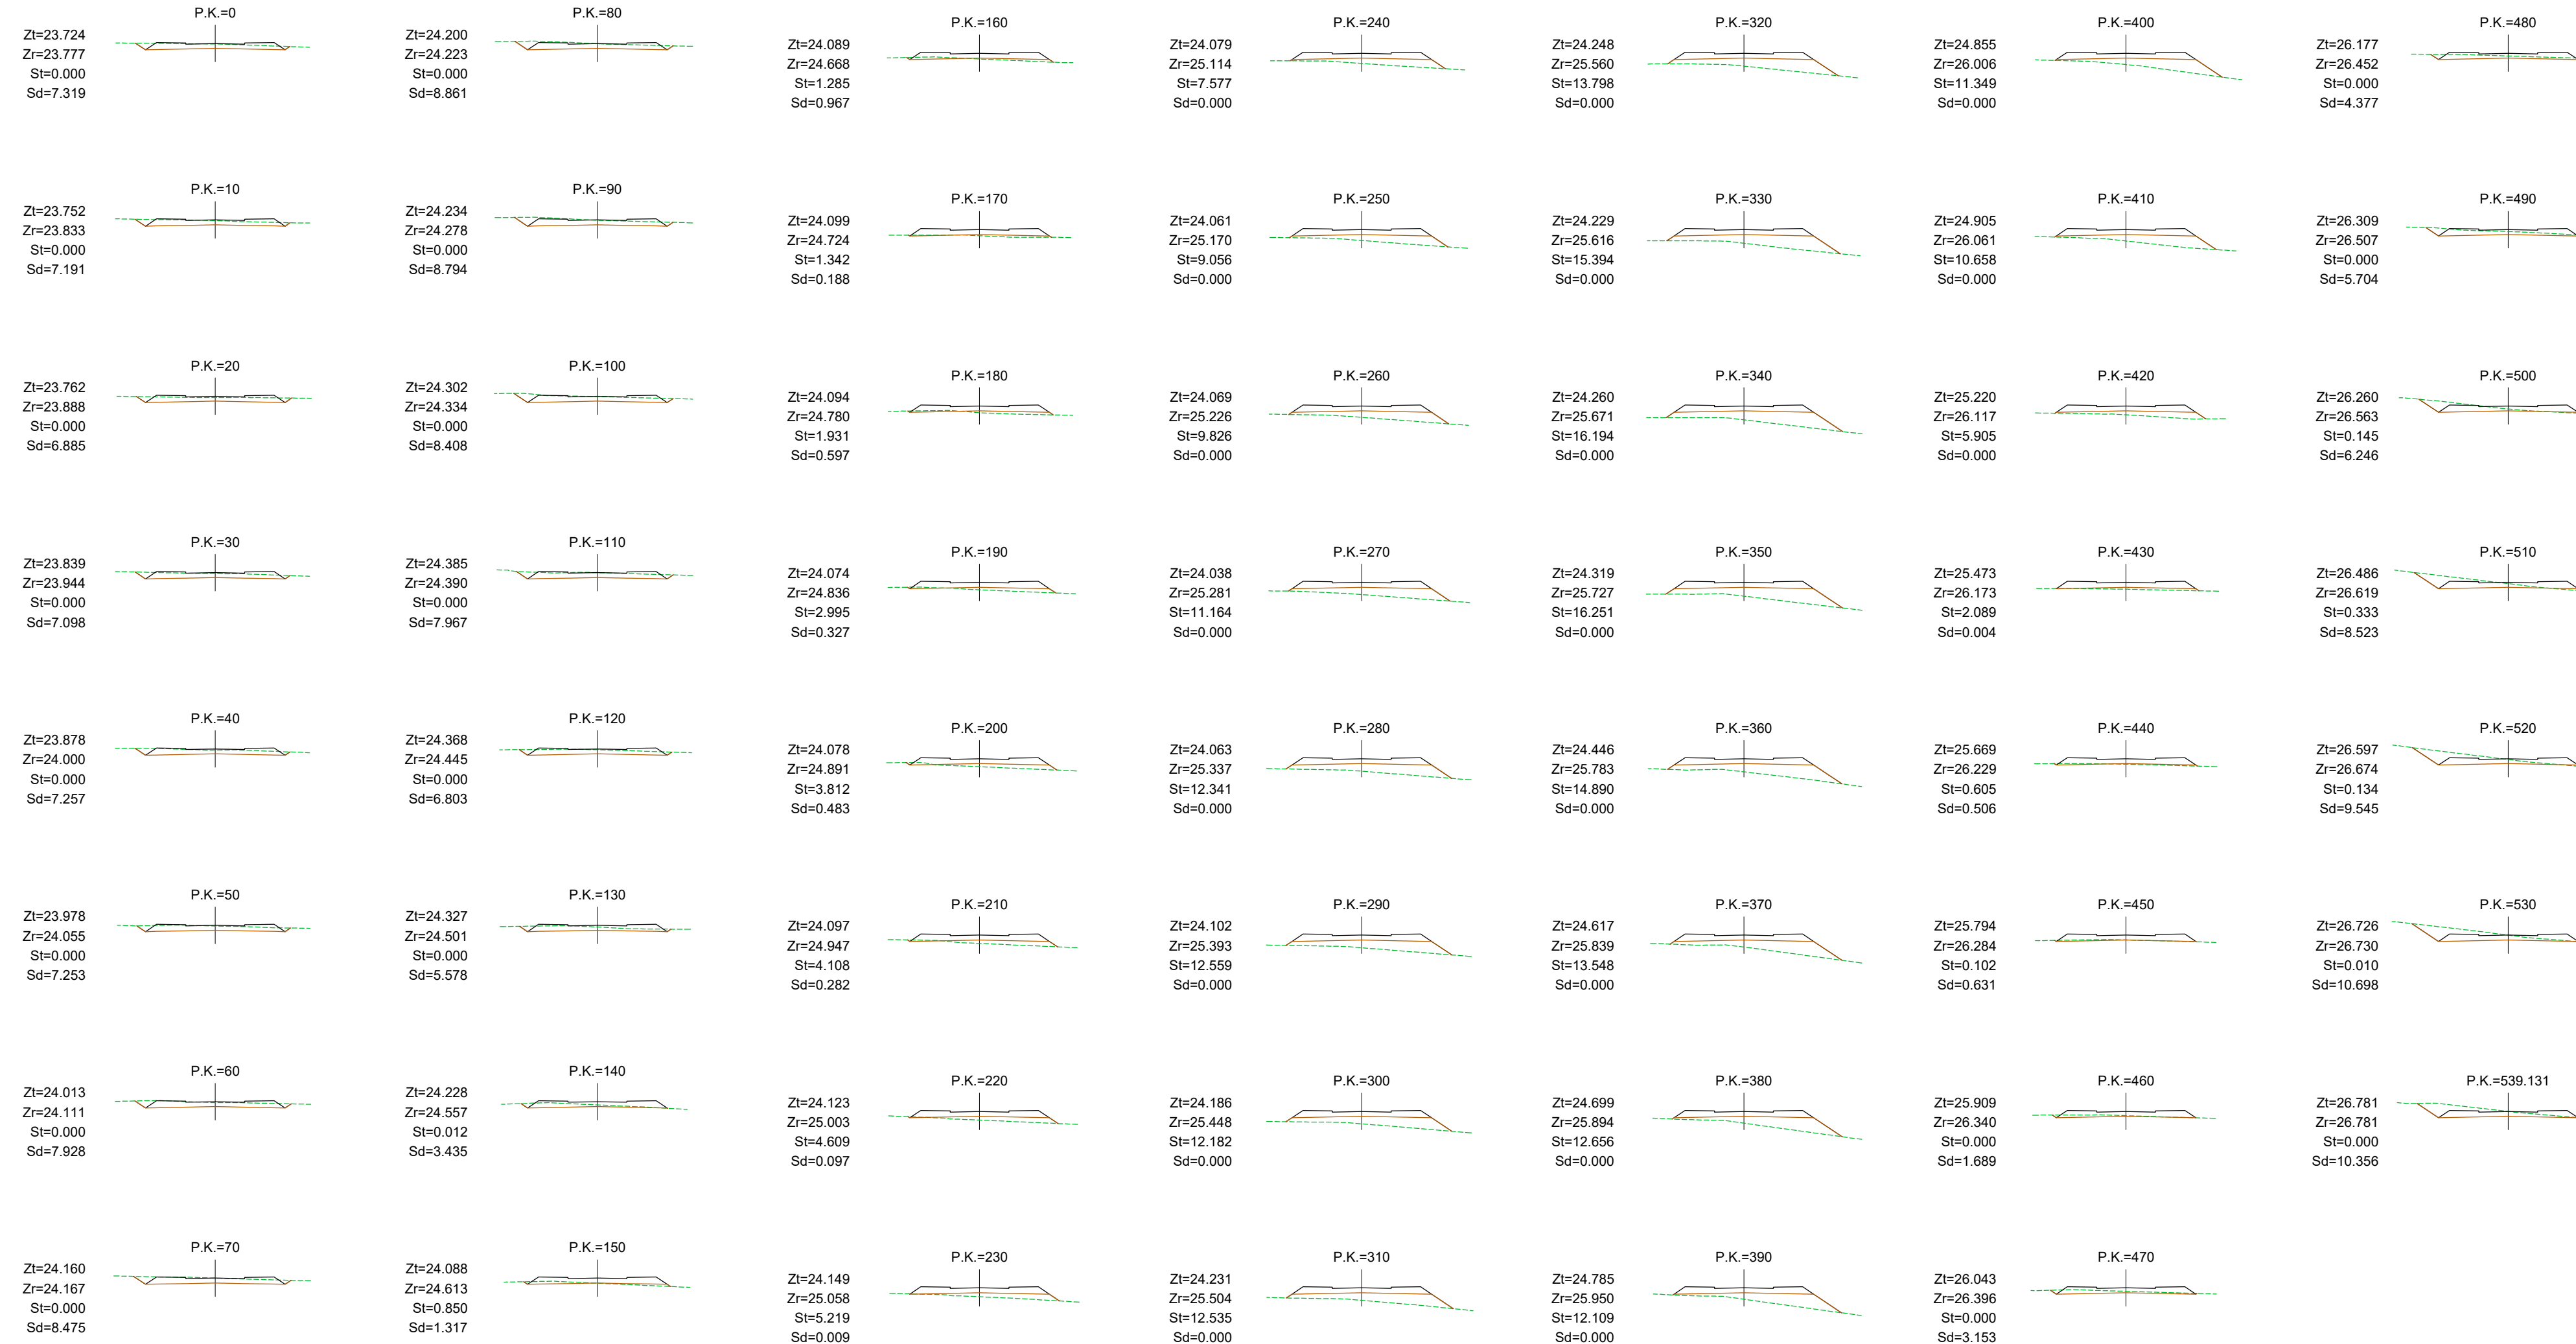 P.K.=0
Zt=23.724
Zr=23.777
St=0.000
Sd=7.319
P.K.=10
Zt=23.752
Zr=23.833
St=0.000
Sd=7.191
P.K.=20
Zt=23.762
Zr=23.888
St=0.000
Sd=6.885
P.K.=30
Zt=23.839
Zr=23.944
St=0.000
Sd=7.098
P.K.=40
Zt=23.878
Zr=24.000
St=0.000
Sd=7.257
P.K.=50
Zt=23.978
Zr=24.055
St=0.000
Sd=7.253
P.K.=60
Zt=24.013
Zr=24.111
St=0.000
Sd=7.928
P.K.=70
Zt=24.160
Zr=24.167
St=0.000
Sd=8.475
P.K.=80
Zt=24.200
Zr=24.223
St=0.000
Sd=8.861
P.K.=90
Zt=24.234
Zr=24.278
St=0.000
Sd=8.794
P.K.=100
Zt=24.302
Zr=24.334
St=0.000
Sd=8.408
P.K.=110
Zt=24.385
Zr=24.390
St=0.000
Sd=7.967
P.K.=120
Zt=24.368
Zr=24.445
St=0.000
Sd=6.803
P.K.=130
Zt=24.327
Zr=24.501
St=0.000
Sd=5.578
P.K.=140
Zt=24.228
Zr=24.557
St=0.012
Sd=3.435
P.K.=150
Zt=24.088
Zr=24.613
St=0.850
Sd=1.317
P.K.=160
Zt=24.089
Zr=24.668
St=1.285
Sd=0.967
P.K.=170
Zt=24.099
Zr=24.724
St=1.342
Sd=0.188
P.K.=180
Zt=24.094
Zr=24.780
St=1.931
Sd=0.597
P.K.=190
Zt=24.074
Zr=24.836
St=2.995
Sd=0.327
P.K.=200
Zt=24.078
Zr=24.891
St=3.812
Sd=0.483
P.K.=210
Zt=24.097
Zr=24.947
St=4.108
Sd=0.282
P.K.=220
Zt=24.123
Zr=25.003
St=4.609
Sd=0.097
P.K.=230
Zt=24.149
Zr=25.058
St=5.219
Sd=0.009
P.K.=240
Zt=24.079
Zr=25.114
St=7.577
Sd=0.000
P.K.=250
Zt=24.061
Zr=25.170
St=9.056
Sd=0.000
P.K.=260
Zt=24.069
Zr=25.226
St=9.826
Sd=0.000
P.K.=270
Zt=24.038
Zr=25.281
St=11.164
Sd=0.000
P.K.=280
Zt=24.063
Zr=25.337
St=12.341
Sd=0.000
P.K.=290
Zt=24.102
Zr=25.393
St=12.559
Sd=0.000
P.K.=300
Zt=24.186
Zr=25.448
St=12.182
Sd=0.000
P.K.=310
Zt=24.231
Zr=25.504
St=12.535
Sd=0.000
P.K.=320
Zt=24.248
Zr=25.560
St=13.798
Sd=0.000
P.K.=330
Zt=24.229
Zr=25.616
St=15.394
Sd=0.000
P.K.=340
Zt=24.260
Zr=25.671
St=16.194
Sd=0.000
P.K.=350
Zt=24.319
Zr=25.727
St=16.251
Sd=0.000
P.K.=360
Zt=24.446
Zr=25.783
St=14.890
Sd=0.000
P.K.=370
Zt=24.617
Zr=25.839
St=13.548
Sd=0.000
P.K.=380
Zt=24.699
Zr=25.894
St=12.656
Sd=0.000
P.K.=390
Zt=24.785
Zr=25.950
St=12.109
Sd=0.000
P.K.=400
Zt=24.855
Zr=26.006
St=11.349
Sd=0.000
P.K.=410
Zt=24.905
Zr=26.061
St=10.658
Sd=0.000
P.K.=420
Zt=25.220
Zr=26.117
St=5.905
Sd=0.000
P.K.=430
Zt=25.473
Zr=26.173
St=2.089
Sd=0.004
P.K.=440
Zt=25.669
Zr=26.229
St=0.605
Sd=0.506
P.K.=450
Zt=25.794
Zr=26.284
St=0.102
Sd=0.631
P.K.=460
Zt=25.909
Zr=26.340
St=0.000
Sd=1.689
P.K.=470
Zt=26.043
Zr=26.396
St=0.000
Sd=3.153
P.K.=480
Zt=26.177
Zr=26.452
St=0.000
Sd=4.377
P.K.=490
Zt=26.309
Zr=26.507
St=0.000
Sd=5.704
P.K.=500
Zt=26.260
Zr=26.563
St=0.145
Sd=6.246
P.K.=510
Zt=26.486
Zr=26.619
St=0.333
Sd=8.523
P.K.=520
Zt=26.597
Zr=26.674
St=0.134
Sd=9.545
P.K.=530
Zt=26.726
Zr=26.730
St=0.010
Sd=10.698
P.K.=539.131
Zt=26.781
Zr=26.781
St=0.000
Sd=10.356